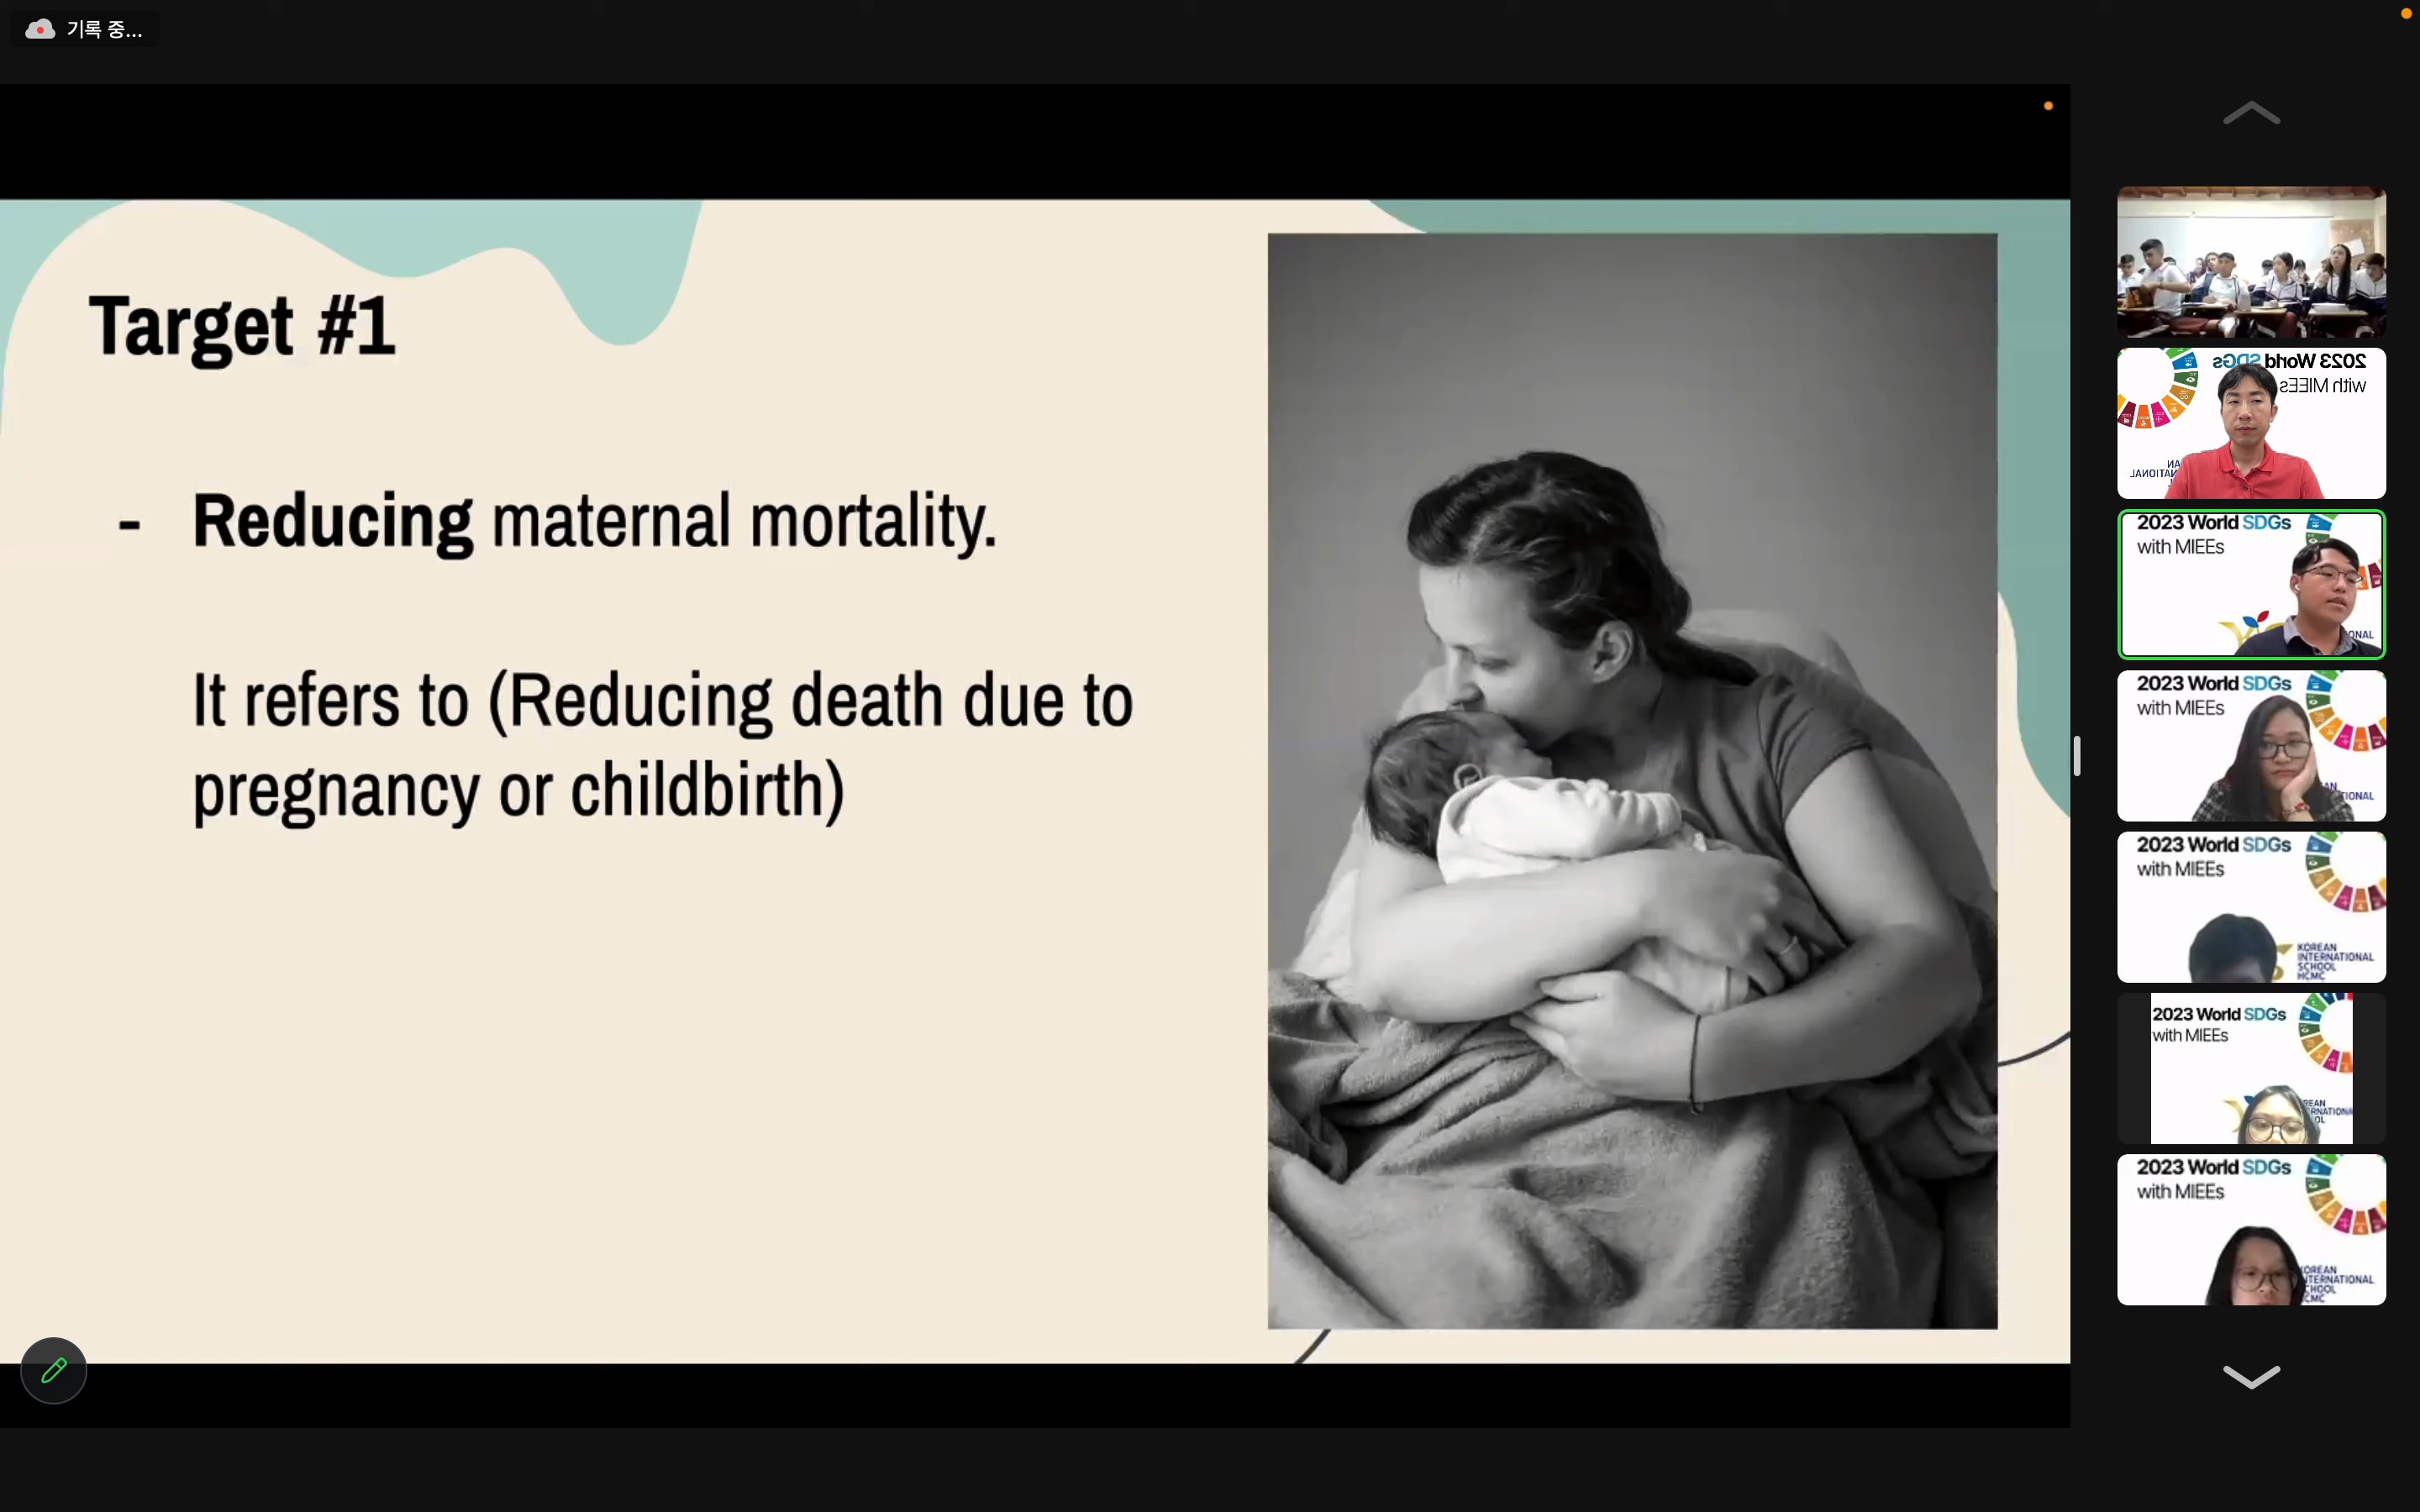 기록 중...
Target #1
- Reducing maternal mortality.
It refers to (Reducing death due to
pregnancy or childbirth)
2023 World SDGs
with MIEEs
2023 World SDGs
with MIEEs
2023 World SDGs
with MIEEs
2023 World SDGs
with MIEEs
KOREAN
INTERNATIONAL
SCHOOL
HCMC
2023 World SDGs
with MIEEs
2023 World SDGs
with MIEEs